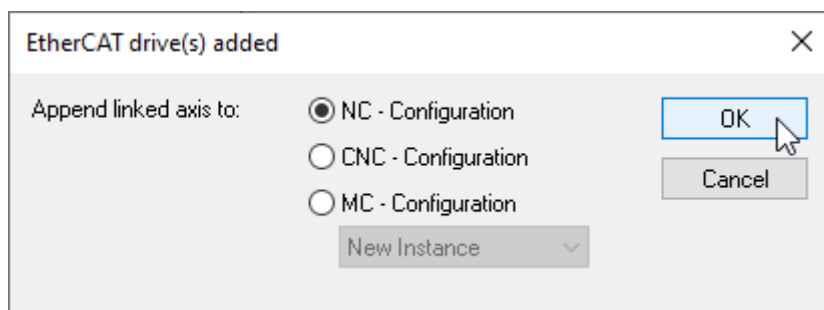 EtherCAT drive(s) added
Append linked axis to:
NC - Configuration
OK
CNC - Configuration
Cancel
MC - Configuration
New Instance